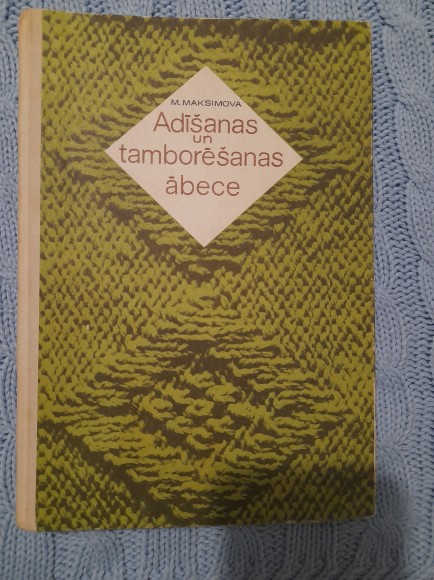 M. MAKSIMOVA
Adīšanas
un
tamborēšanas
ābece